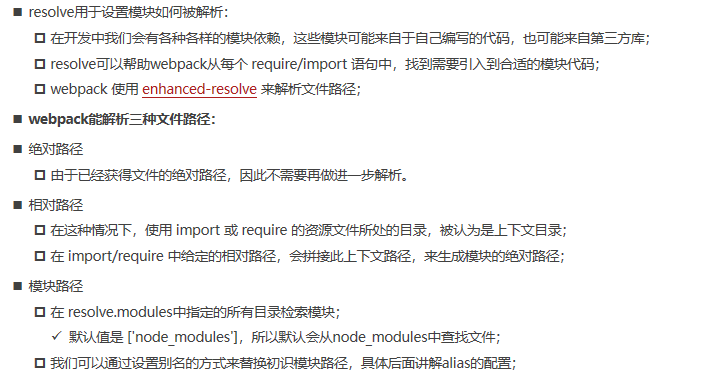 resolve用于设置模块如何被解析：
在开发中我们会有各种各样的模块依赖，这些模块可能来自于自己编写的代码，也可能来自第三方库；
resolve可以帮助webpack从每个 require/import 语句中，找到需要引入到合适的模块代码；
webpack 使用 enhanced-resolve 来解析文件路径；
webpack能解析三种文件路径：
绝对路径
由于已经获得文件的绝对路径，因此不需要再做进一步解析。
相对路径
在这种情况下，使用 import 或 require 的资源文件所处的目录，被认为是上下文目录；
在 import/require 中给定的相对路径，会拼接此上下文路径，来生成模块的绝对路径；
模块路径
在 resolve.modules中指定的所有目录检索模块；
默认值是 ['node_modules']，所以默认会从node_modules中查找文件；
我们可以通过设置别名的方式来替换初识模块路径，具体后面讲解alias的配置；